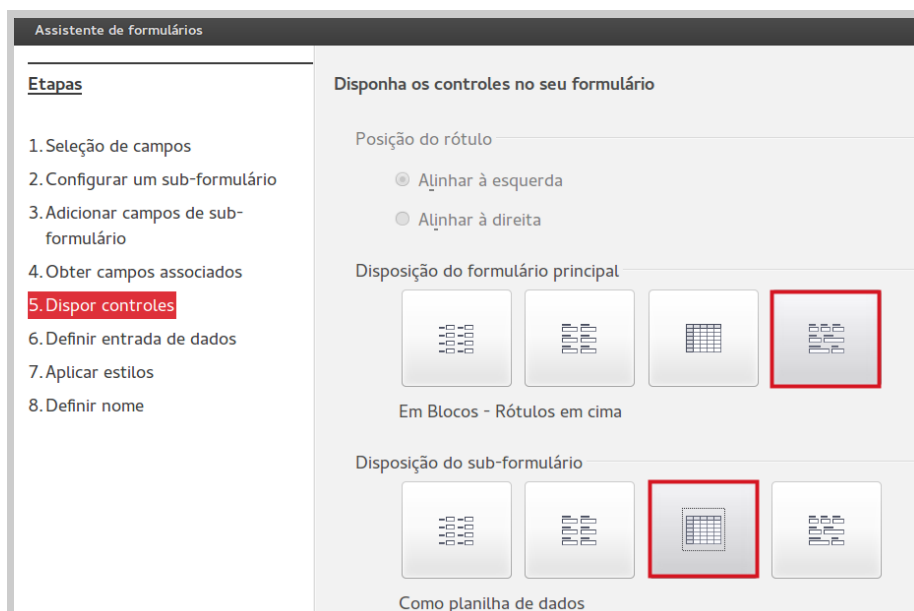 Assistente de formulários
Etapas
1. Seleção de campos
2. Configurar um sub-formulário
3. Adicionar campos de sub-
formulário
4. Obter campos associados
5. Dispor controles
6. Definir entrada de dados
7. Aplicar estilos
8. Definir nome
Disponha os controles no seu formulário
Posição do rótulo
Alinhar à esquerda
Alinhar à direita
Disposição do formulário principal
Em Blocos - Rótulos em cima
Disposição do sub-formulário
Como planilha de dados